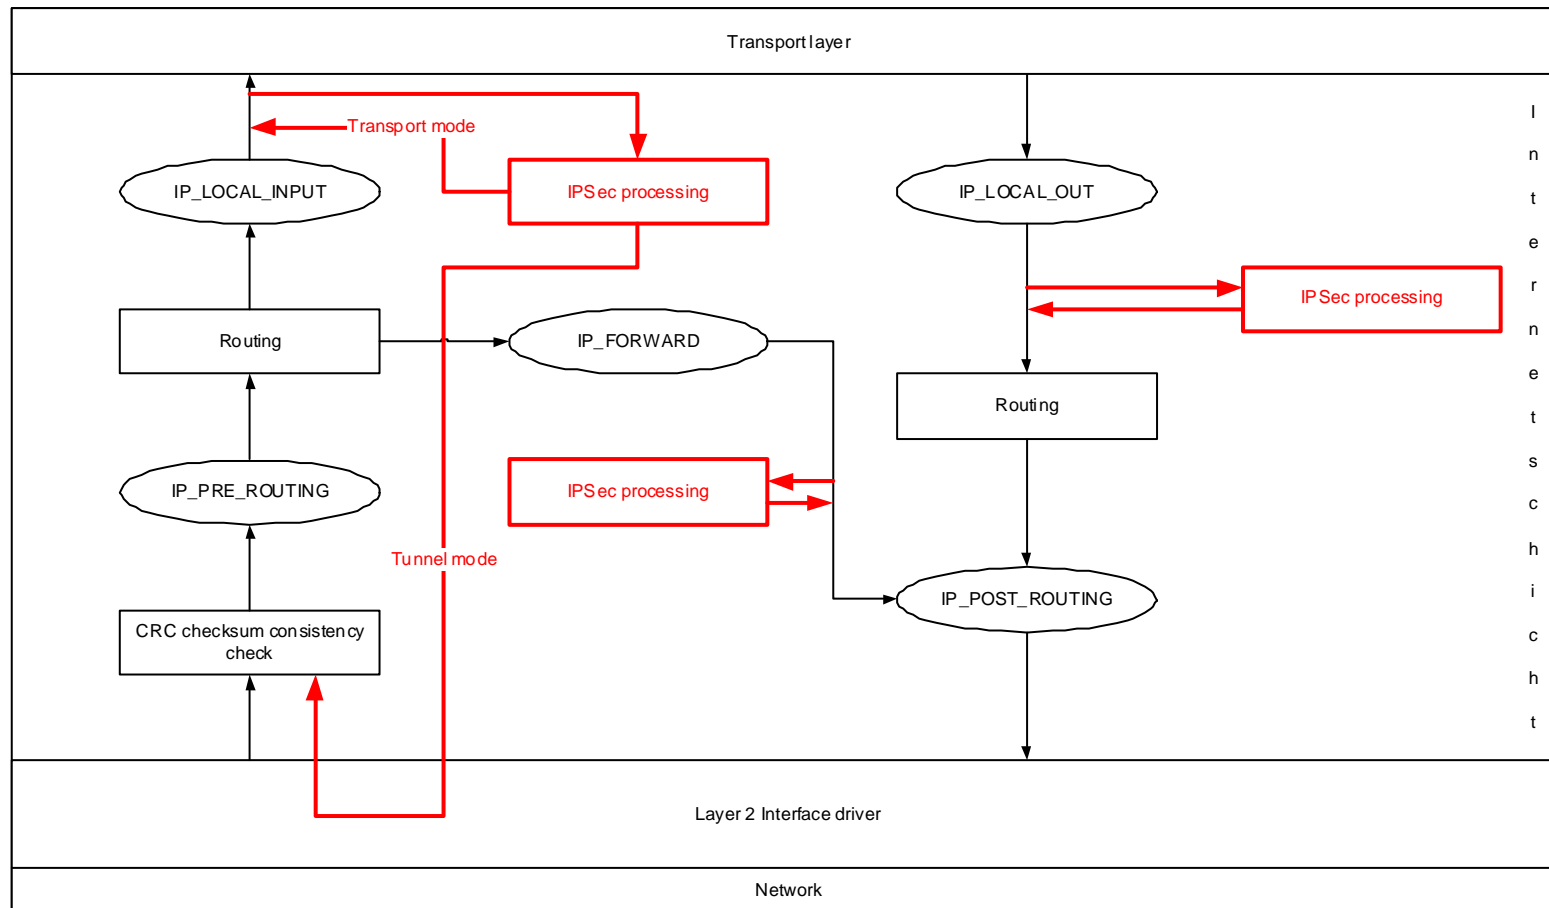 Transport layer
Transport mode
IP_LOCAL_INPUT
IPSec processing
IP_LOCAL_OUT
IPSec processing
Routing
IP_FORWARD
Routing
IP_PRE_ROUTING
IPSec processing
Tunnel mode
IP_POST_ROUTING
CRC checksum consistency
check
Internetschicht
Layer 2 Interface driver
Network